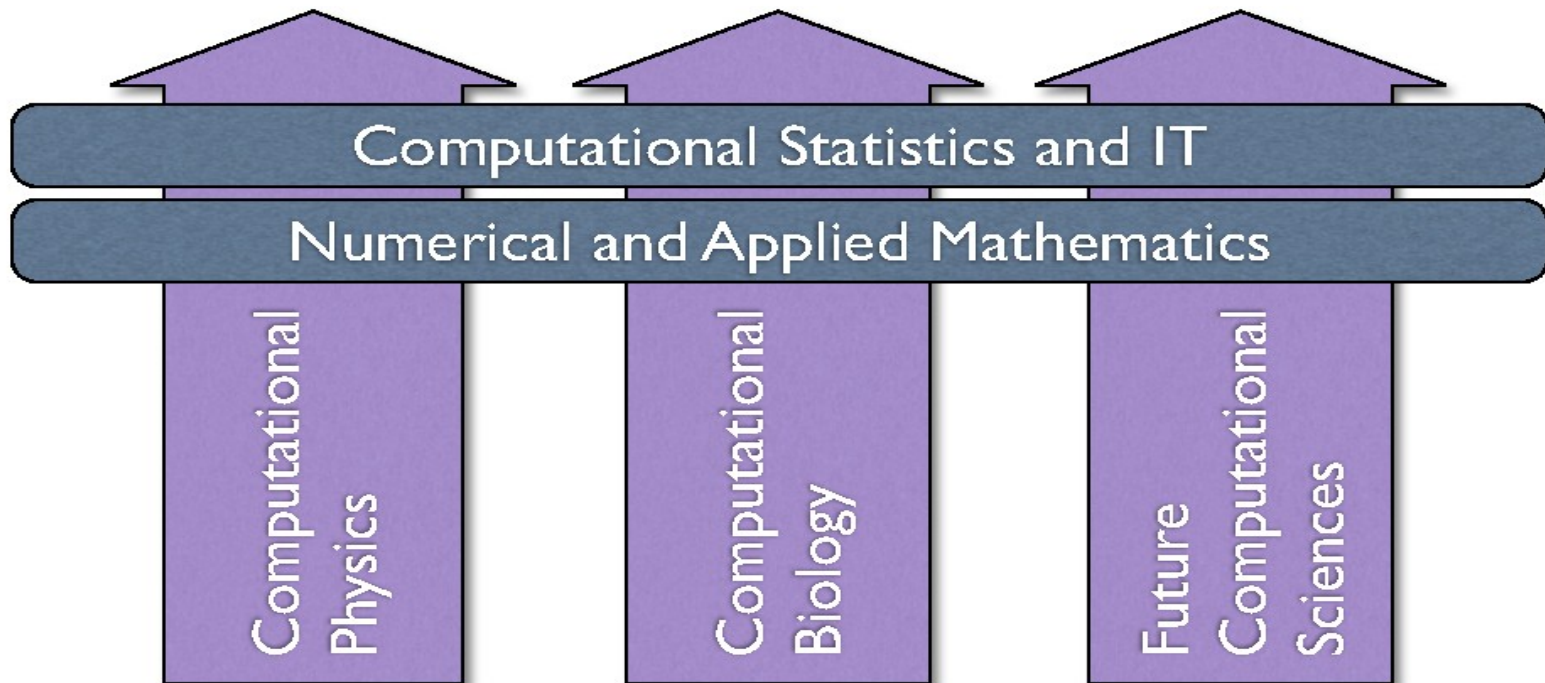 Computational Statistics and IT
Numerical and Applied Mathematics
Computational
Physics
Computational
Biology
Future
Computational
Sciences